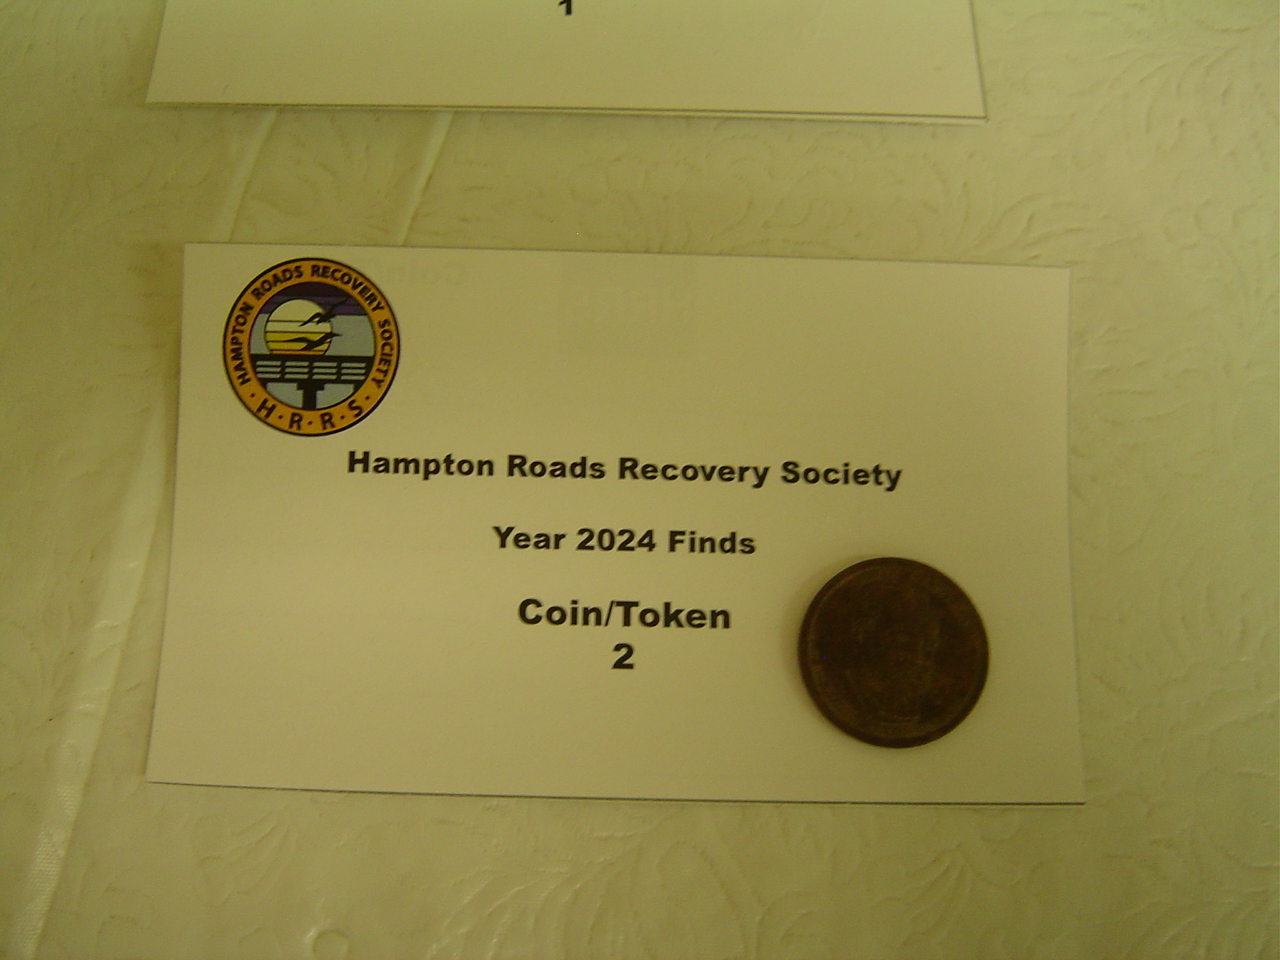 1
HAMPTON ROADS RECOVERY SOCIETY
· H · R · R · S ·
Hampton Roads Recovery Society
Year 2024 Finds
Coin/Token
2